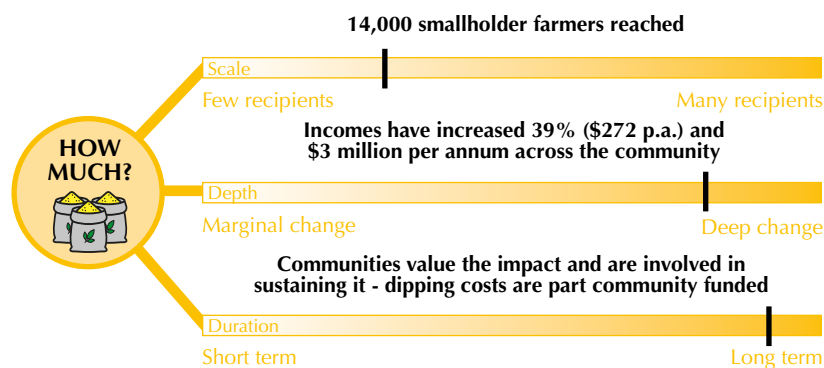 14,000 smallholder farmers reached
Scale
Few recipients
Many recipients
HOW
MUCH?
Incomes have increased 39% ($272 p.a.) and
$3 million per annum across the community
Depth
Marginal change
Deep change
Communities value the impact and are involved in
sustaining it - dipping costs are part community funded
Duration
Short term
Long term